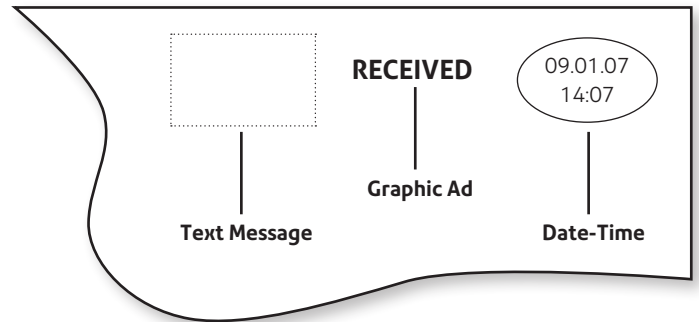 RECEIVED
09.01.07
14:07
Graphic Ad
Text Message
Date-Time